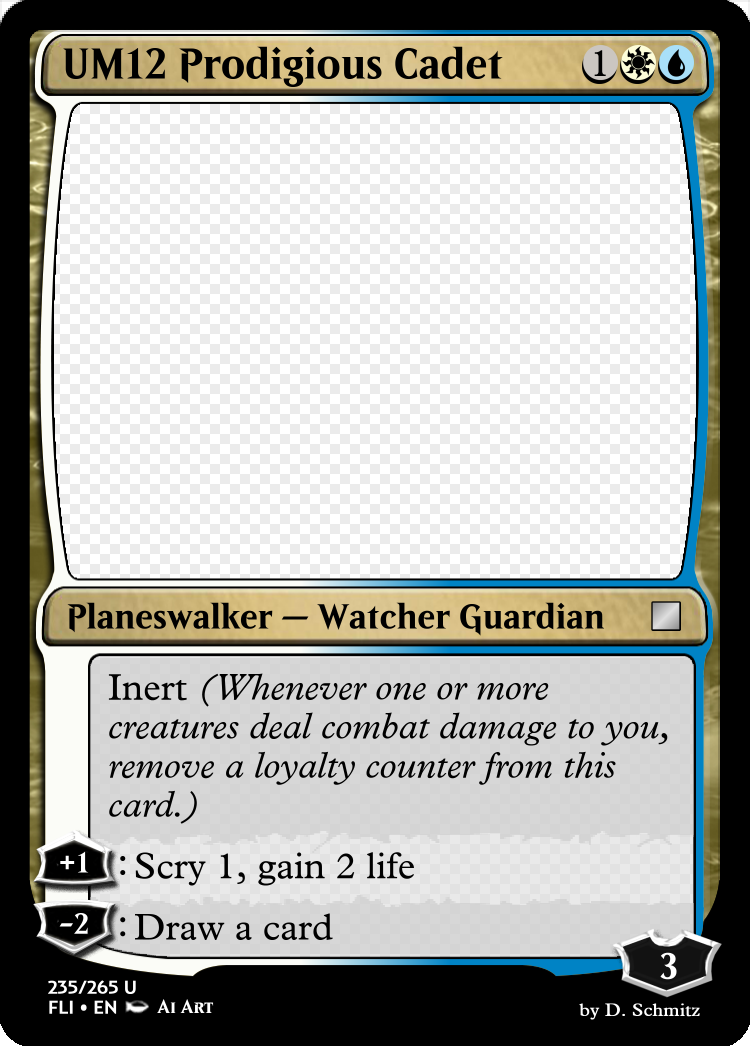 UM12 Prodigious Cadet 1
Planeswalker — Watcher Guardian
Inert (Whenever one or more
creatures deal combat damage to you,
remove a loyalty counter from this
card.)
+1 : Scry 1, gain 2 life
-2 : Draw a card
3
235/265 U
FLI • EN AI ART
by D. Schmitz